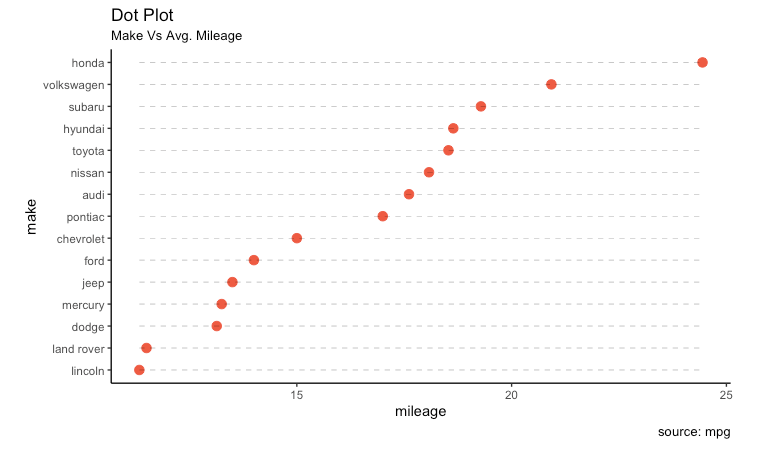 Dot Plot
Make Vs Avg. Mileage
honda
volkswagen
subaru
hyundai
toyota
nissan
audi
pontiac
chevrolet
ford
jeep
mercury
dodge
land rover
lincoln
make
15 20 25
mileage
source: mpg